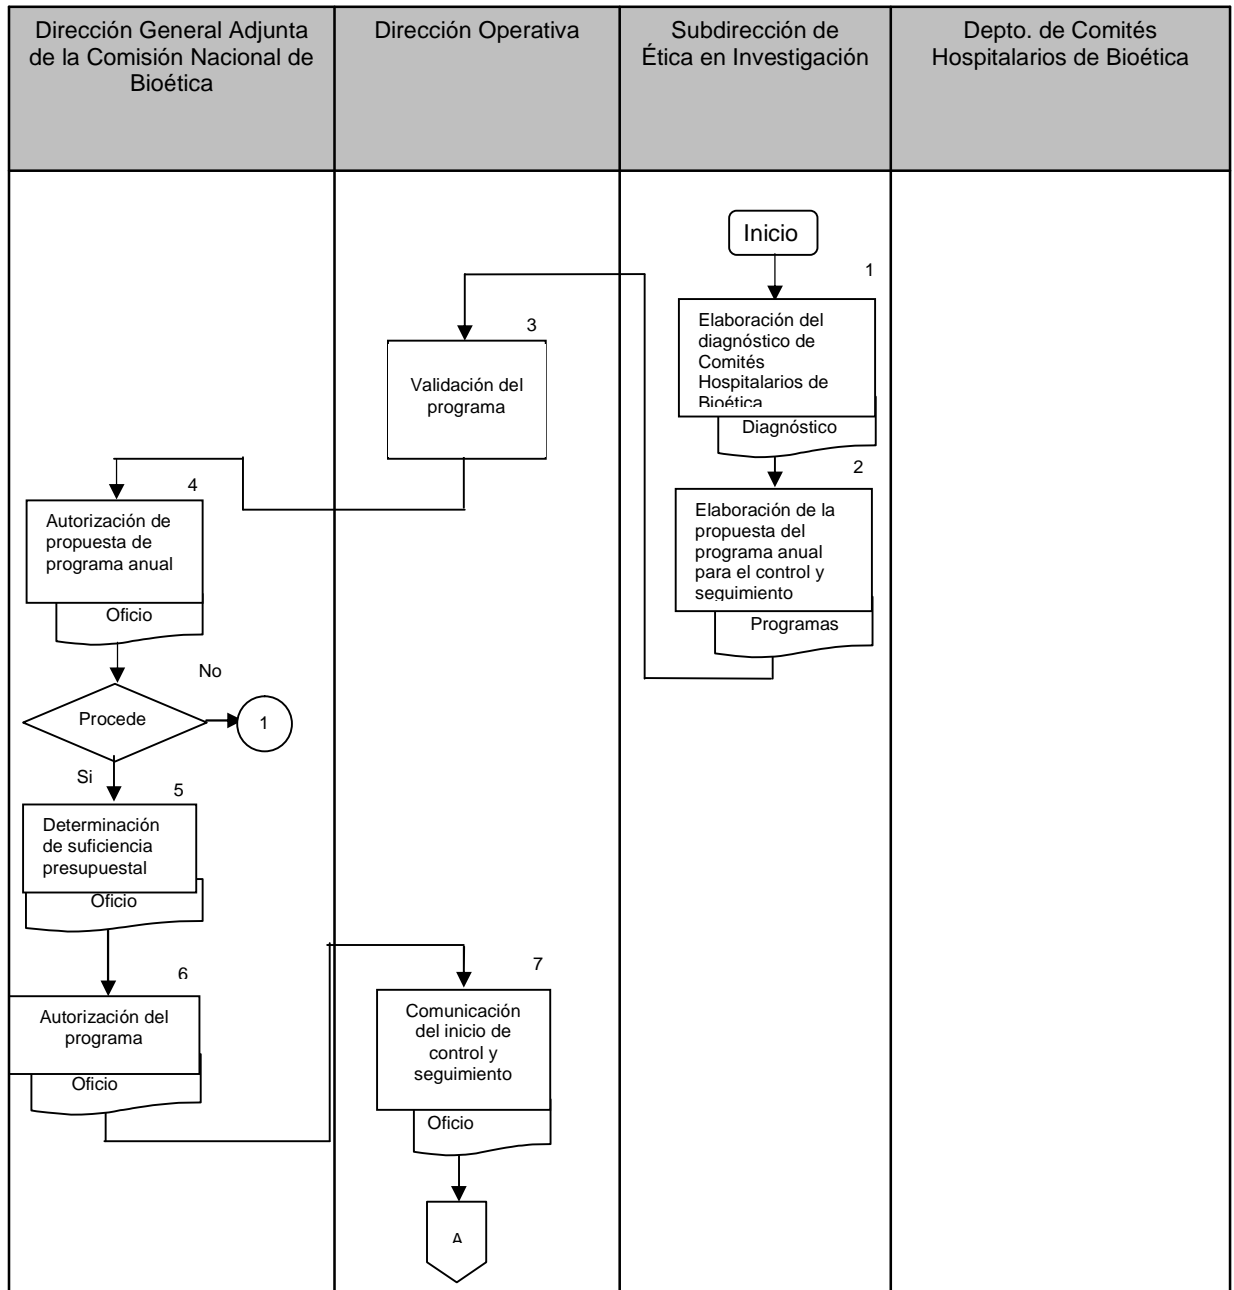 Dirección General Adjunta
de la Comisión Nacional de
Bioética
Dirección Operativa
Subdirección de
Ética en Investigación
Depto. de Comités
Hospitalarios de Bioética
Inicio
1
Elaboración del
diagnóstico de
Comités
Hospitalarios de
Bioética
Diagnóstico
2
Elaboración de la
propuesta del
programa anual
para el control y
seguimiento
Programas
3
Validación del
programa
4
Autorización de
propuesta de
programa anual
Oficio
Procede
No
1
Si
5
Determinación
de suficiencia
presupuestal
Oficio
6
Autorización del
programa
Oficio
7
Comunicación
del inicio de
control y
seguimiento
Oficio
A